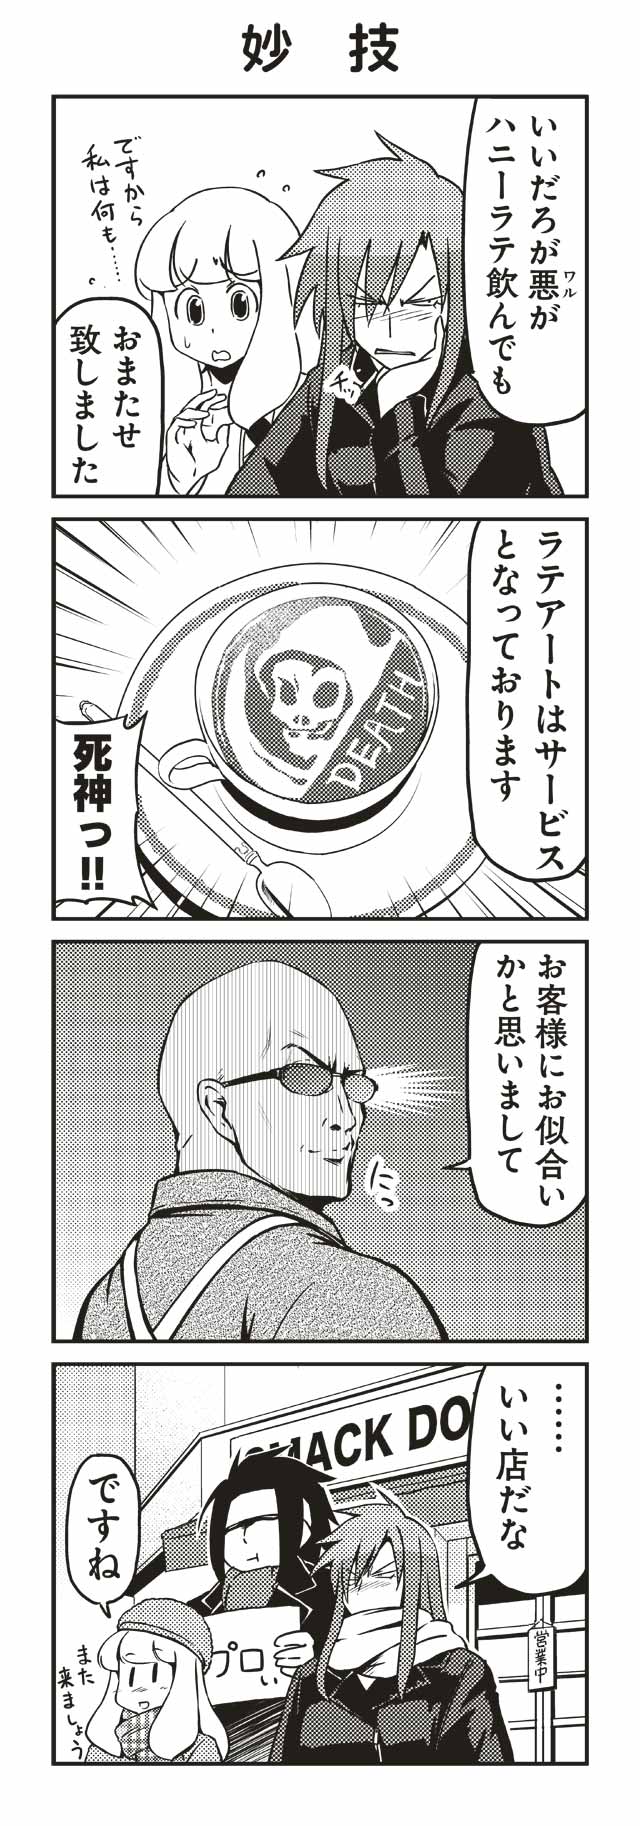 妙技
いいだろが悪が
ワル
ハニーラテ飲んでも
チッ
ですから
私は何も……
おまたせ
致しました
ラテアートはサービス
となっております
DEATH
死神っ!!
お客様にお似合い
かと思いまして
にっ
……
いい店だな
SMACK DO
ですね
プロい
営業中
また
来ましょう